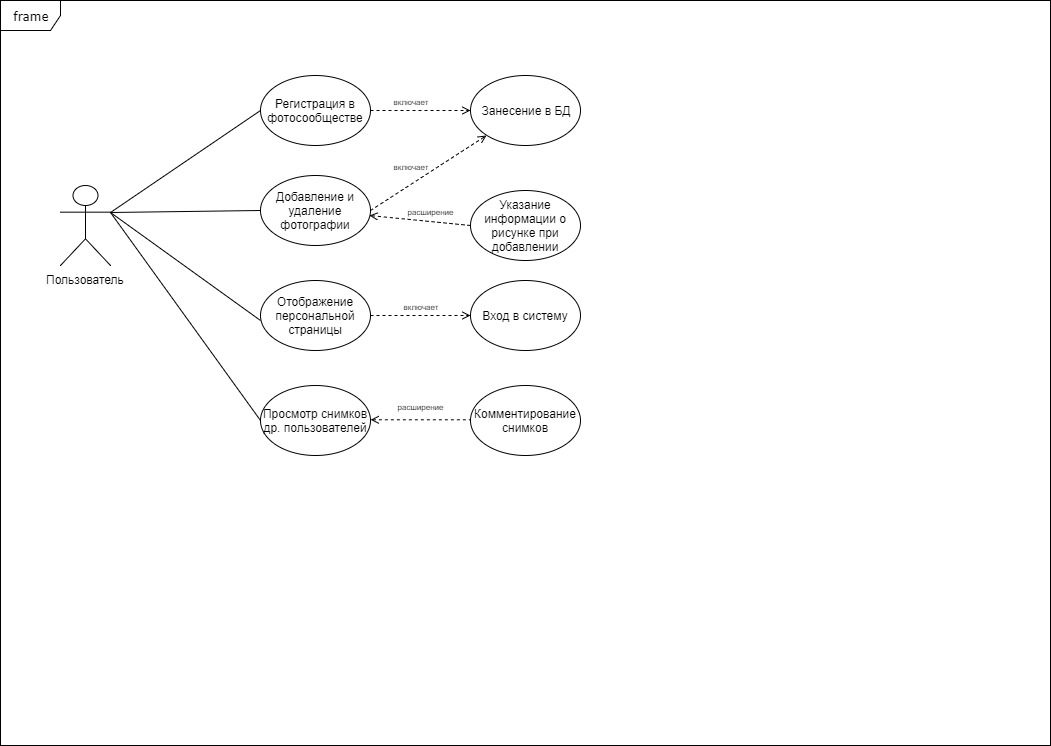 frame
Регистрация в
фотосообществе
включает
Занесение в БД
включает
Добавление и
удаление
фотографии
расширение
Указание
информации о
рисунке при
добавлении
Пользователь
Отображение
персональной
страницы
включает
Вход в систему
Просмотр снимков
др. пользователей
расширение
Комментирование
снимков